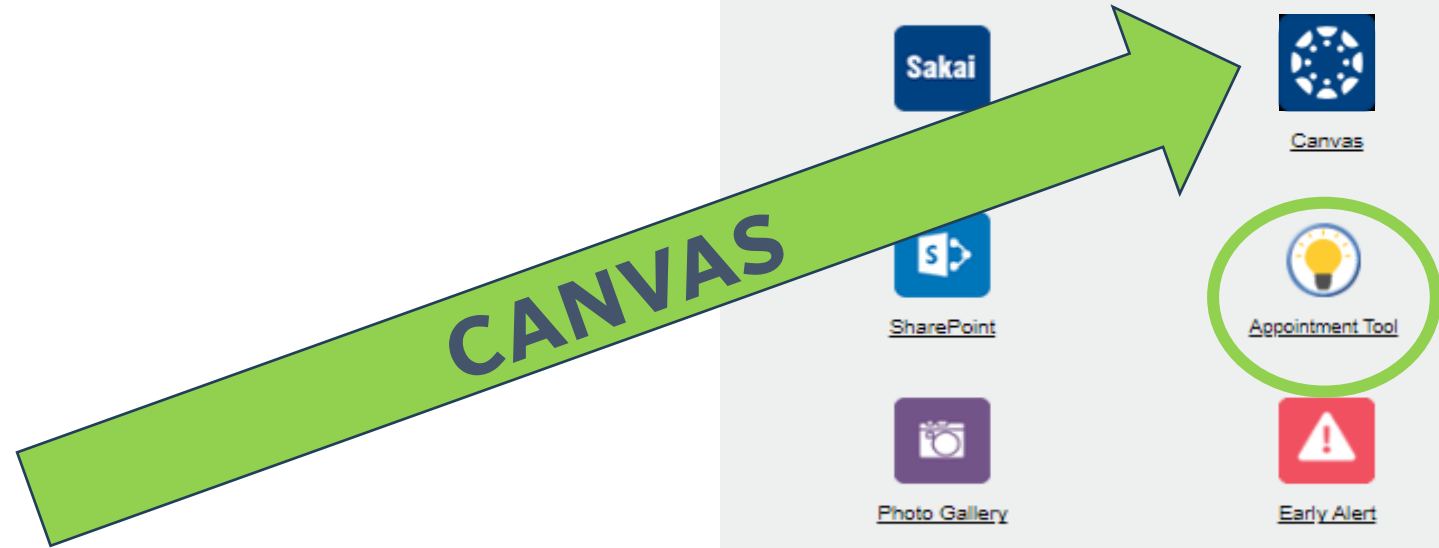 Sakai
Canvas
CANVAS
S
SharePoint
Appointment Tool
Photo Gallery
Early Alert